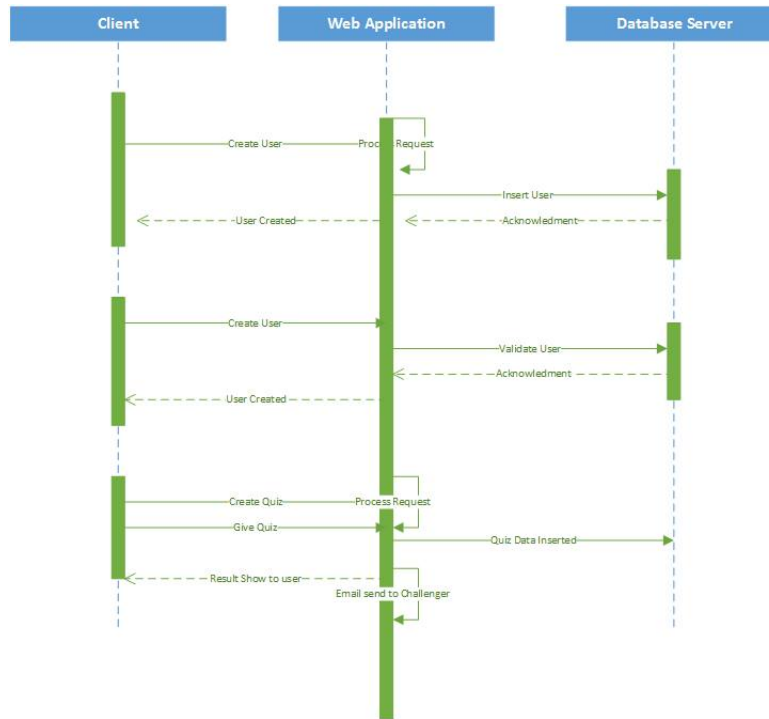 Client
Web Application
Database Server
Create User
Process Request
Insert User
User Created
Acknowledment
Create User
Validate User
Acknowledment
User Created
Create Quiz
Process Request
Give Quiz
Quiz Data Inserted
Result Show to user
Email send to Challenger